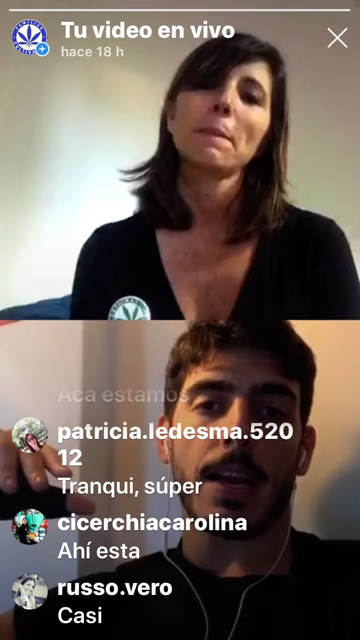 Tu video en vivo
hace 18 h
Acá estamos
patricia.ledesma.520
12
Tranqui, súper
cicerchiacarolina
Ahí esta
russo.vero
Casi